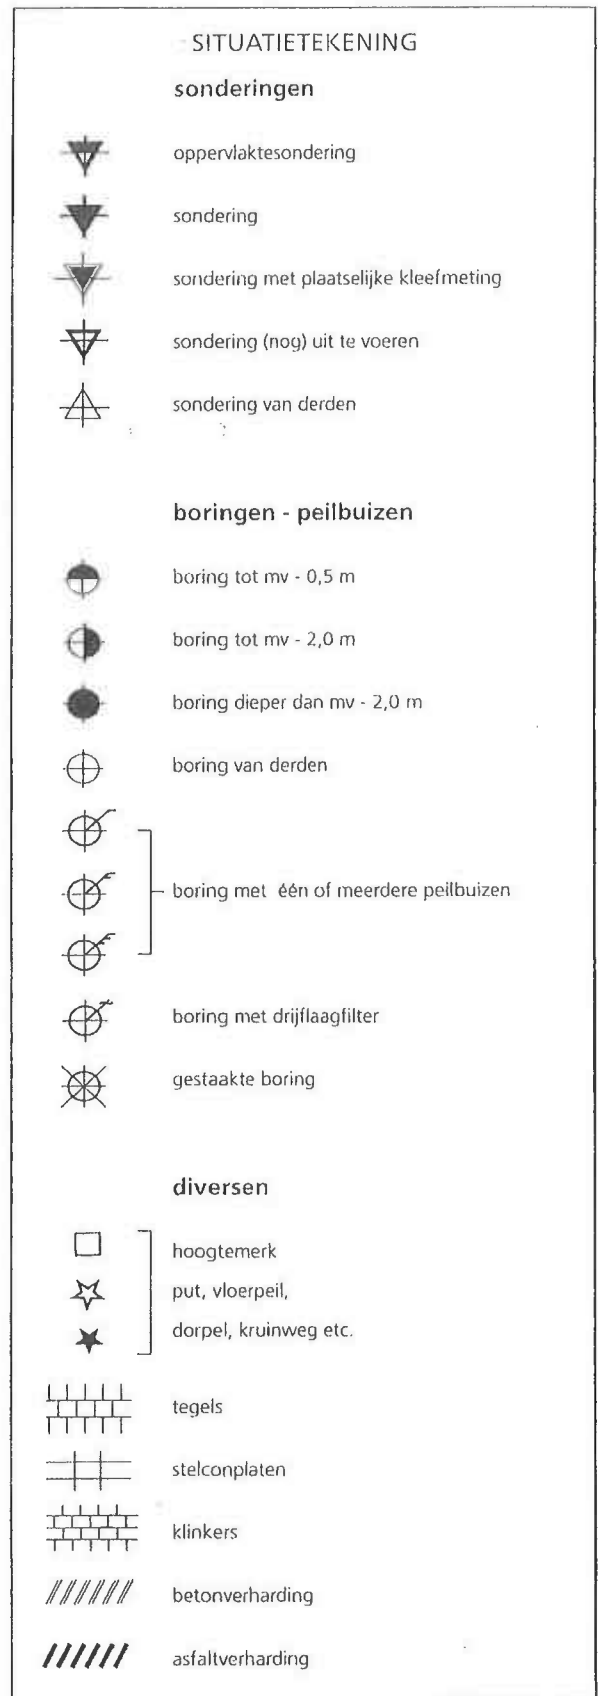 SITUATIETEKENING
sonderingen
oppervlaktesondering
sondering
sondering met plaatselijke kleefmeting
sondering (nog) uit te voeren
sondering van derden
boringen - peilbuizen
boring tot mv - 0,5 m
boring tot mv - 2,0 m
boring dieper dan mv - 2,0 m
boring van derden
boring met één of meerdere peilbuizen
boring met drijflaagfilter
gestaakte boring
diversen
hoogtemerk
put, vloerpeil,
dorpel, kruinweg etc.
tegels
stelconplaten
klinkers
betonverharding
asfaltverharding